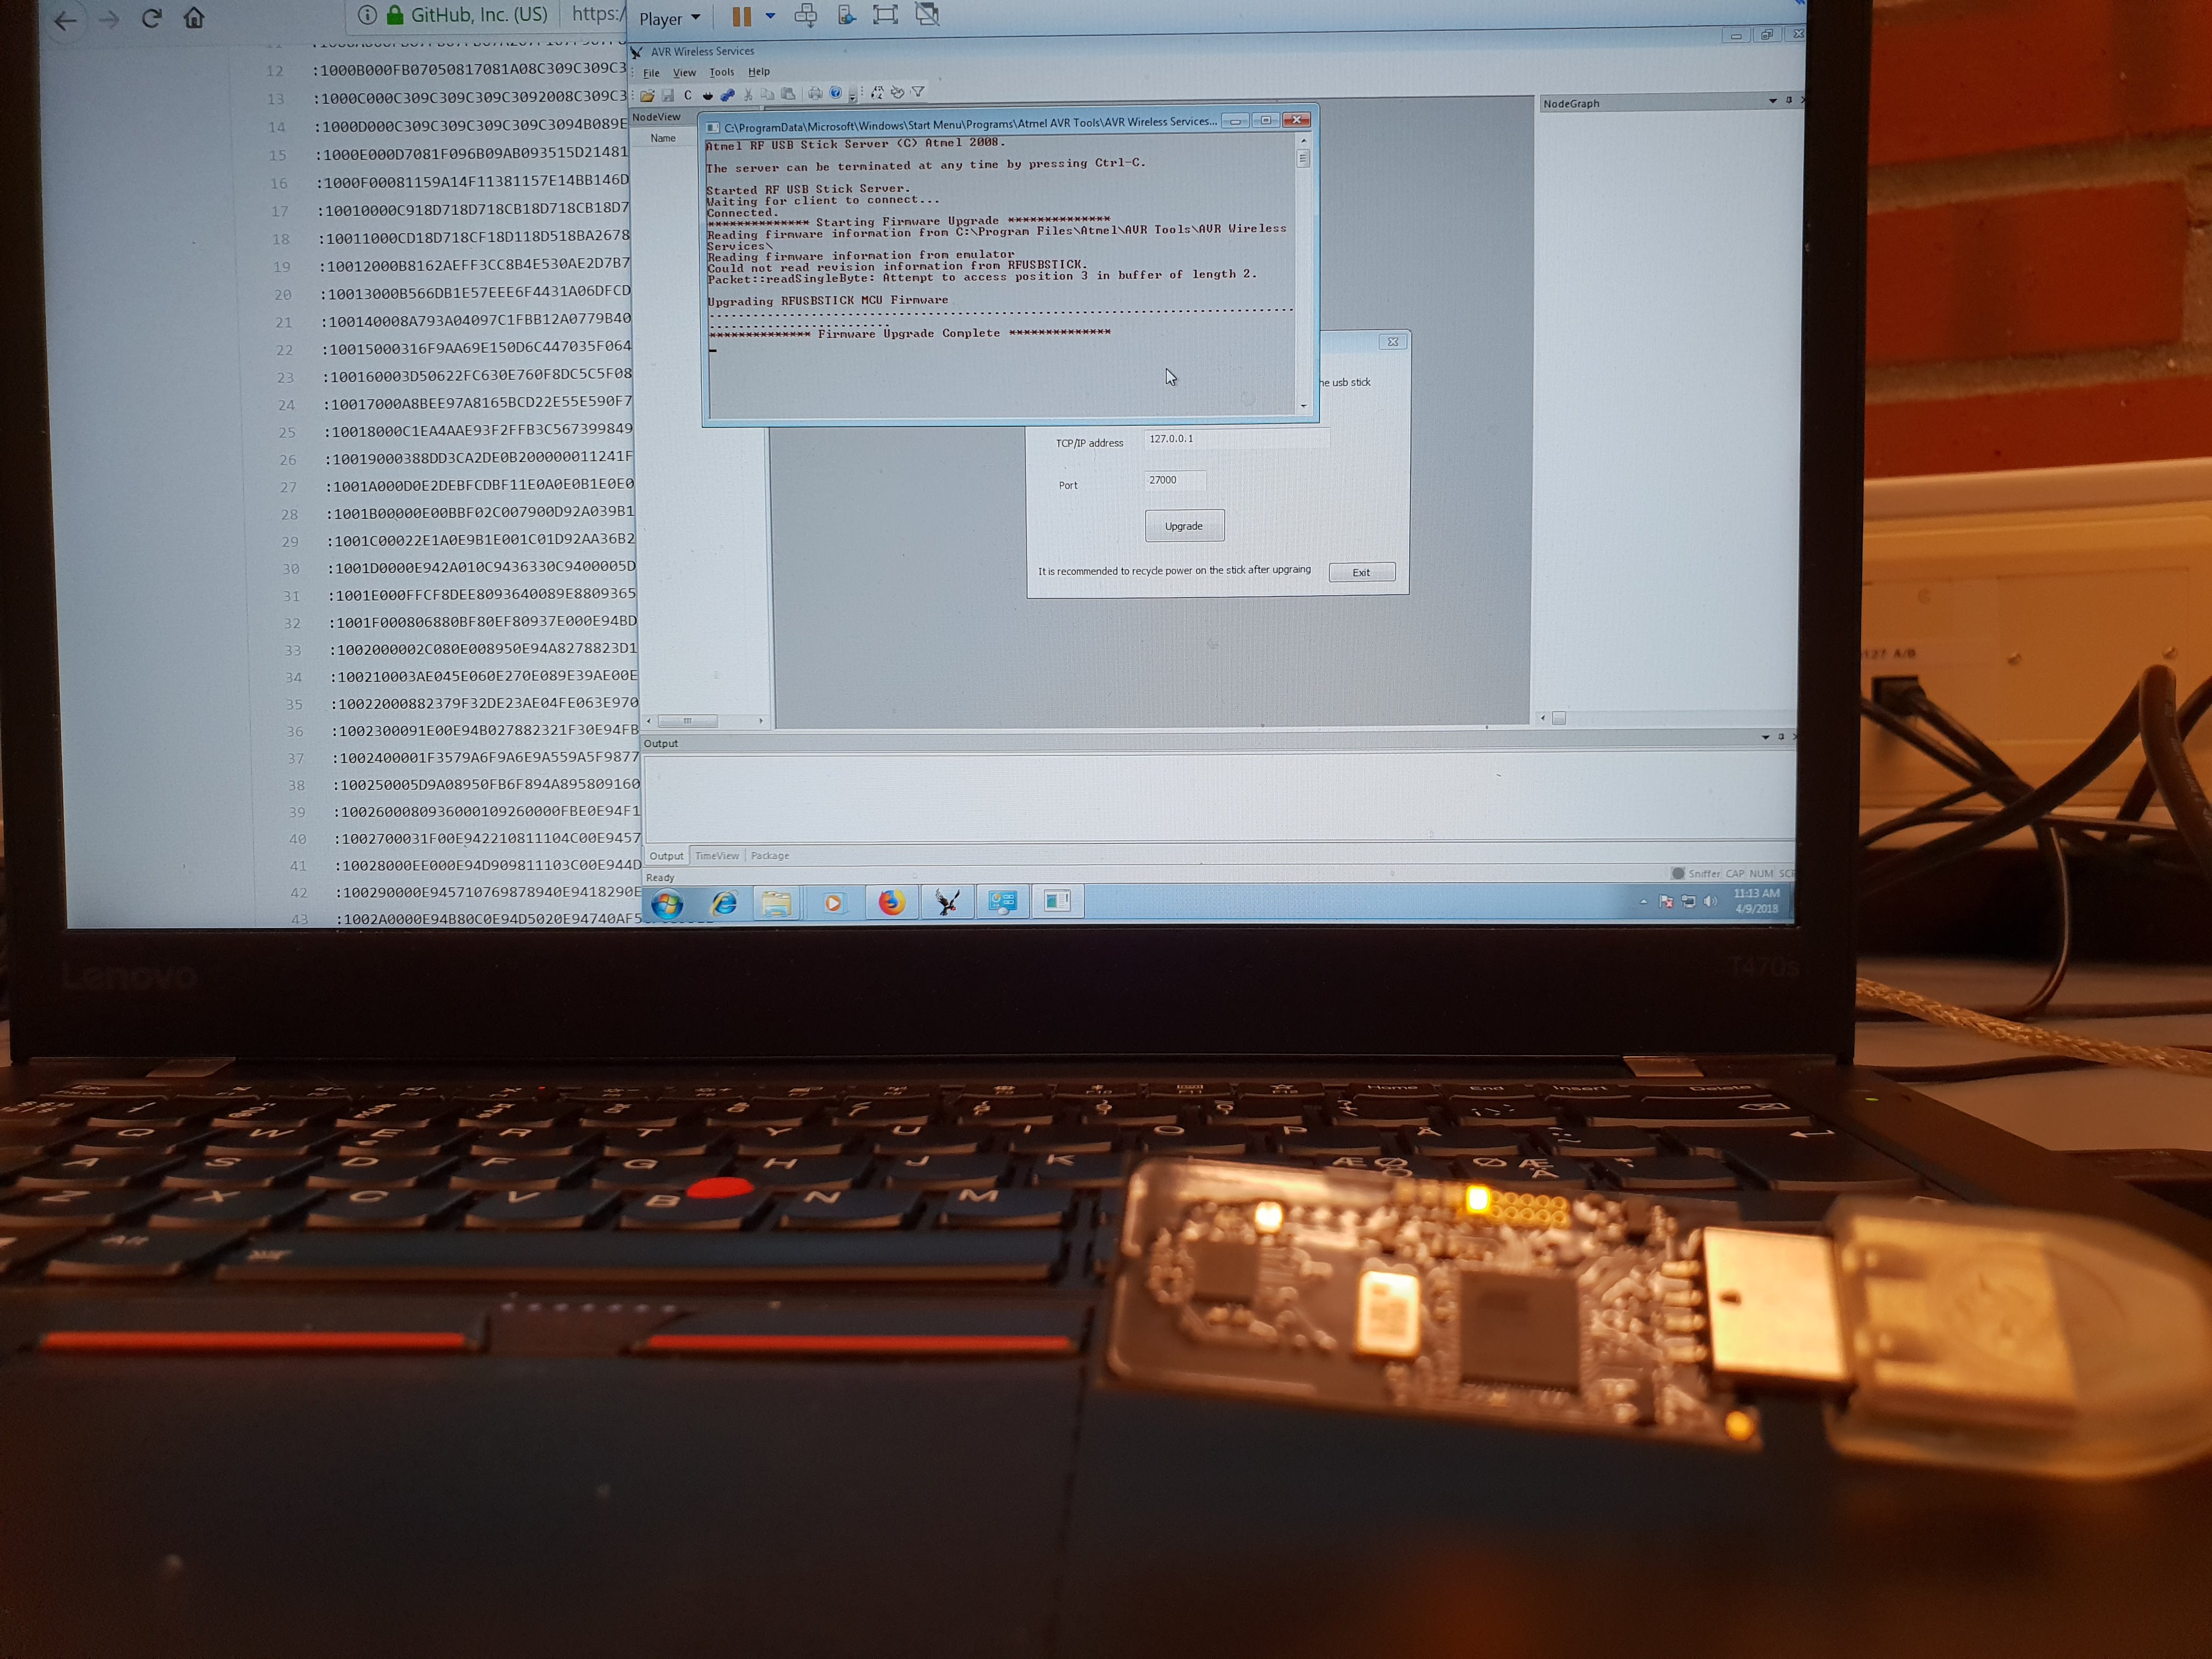 GitHub, Inc. (US)
https:/
12 :1000B000FB07050817081A08C309C309C3
13 :1000C000C309C309C309C3092008C309C3
14 :1000D000C309C309C309C309C3094B089E
15 :1000E000D7081F096B09AB093515D21481
16 :1000F00081159A14F11381157E14BB146D
17 :10010000C918D718D718CB18D718CB18D7
18 :10011000CD18D718CF18D118D518BA2678
19 :10012000B8162AEFF3CC8B4E530AE2D7B7
20 :10013000B566DB1E57EEE6F4431A06DFCD
21 :100140008A793A04097C1FBB12A0779B40
22 :10015000316F9AA69E150D6C447035F064
23 :100160003D50622FC630E760F8DC5C5F08
24 :10017000A8BEE97A8165BCD22E55E590F7
25 :10018000C1EA4AAE93F2FFB3C567399849
26 :10019000388DD3CA2DE0B200000011241F
27 :1001A000D0E2DEBFCDBF11E0A0E0B1E0E0
28 :1001B00000E00BBF02C007900D92A039B1
29 :1001C00022E1A0E9B1E001C01D92AA36B2
30 :1001D0000E942A010C9436330C9400005D
31 :1001E000FFCF8DEE8093640089E8809365
32 :1001F000806880BF80EF80937E000E94BD
33 :1002000002C080E008950E94A8278823D1
34 :100210003AE045E060E270E089E39AE00E
35 :10022000882379F32DE23AE04FE063E970
36 :1002300091E00E94B027882321F30E94FB
37 :1002400001F3579A6F9A6E9A559A5F9877
38 :100250005D9A08950FB6F894A895809160
39 :1002600080936000109260000FBE0E94F1
40 :1002700031F00E942210811104C00E9457
41 :10028000EE000E94D909811103C00E944D
42 :100290000E945710769878940E9418290E
43 :1002A0000E94B80C0E94D5020E94740AF5
Player
AVR Wireless Services
File View Tools Help
NodeView
Name
NodeGraph
C:\ProgramData\Microsoft\Windows\Start Menu\Programs\Atmel AVR Tools\AVR Wireless Services...
Atmel RF USB Stick Server (C) Atmel 2008.
The server can be terminated at any time by pressing Ctrl-C.
Started RF USB Stick Server.
Waiting for client to connect...
Connected.
************** Starting Firmware Upgrade **************
Reading firmware information from C:\Program Files\Atmel\AVR Tools\AVR Wireless
Services\
Reading firmware information from emulator
Could not read revision information from RFUSBSTICK.
Packet::readSingleByte: Attempt to access position 3 in buffer of length 2.
Upgrading RFUSBSTICK MCU Firmware
************** Firmware Upgrade Complete **************
he usb stick
TCP/IP address 127.0.0.1
Port 27000
Upgrade
It is recommended to recycle power on the stick after upgraing
Exit
Output
Output TimeView Package
Ready
Sniffer CAP NUM SCR
11:13 AM
4/9/2018
Lenovo
T470s
127 A/B
Home End Insert Delete
Q W E R T Y U I O P Å
A S D F G H J K Æ Ø Ø Æ
Z X C V B N M
Alt